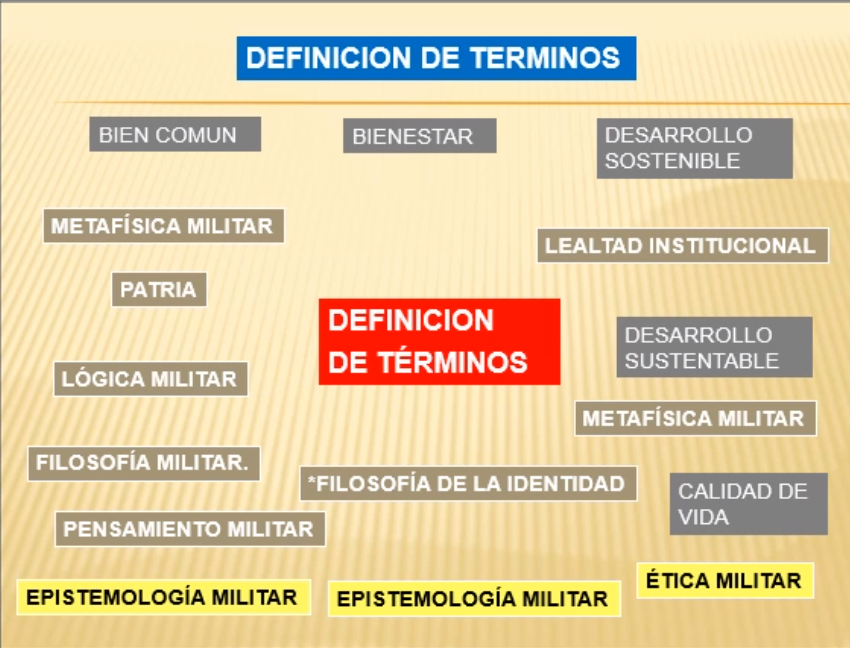 DEFINICION DE TERMINOS
BIEN COMUN
BIENESTAR
DESARROLLO
SOSTENIBLE
METAFÍSICA MILITAR
LEALTAD INSTITUCIONAL
PATRIA
DEFINICION
DE TÉRMINOS
DESARROLLO
SUSTENTABLE
LÓGICA MILITAR
METAFÍSICA MILITAR
FILOSOFÍA MILITAR.
*FILOSOFÍA DE LA IDENTIDAD
CALIDAD DE
VIDA
PENSAMIENTO MILITAR
ÉTICA MILITAR
EPISTEMOLOGÍA MILITAR
EPISTEMOLOGÍA MILITAR